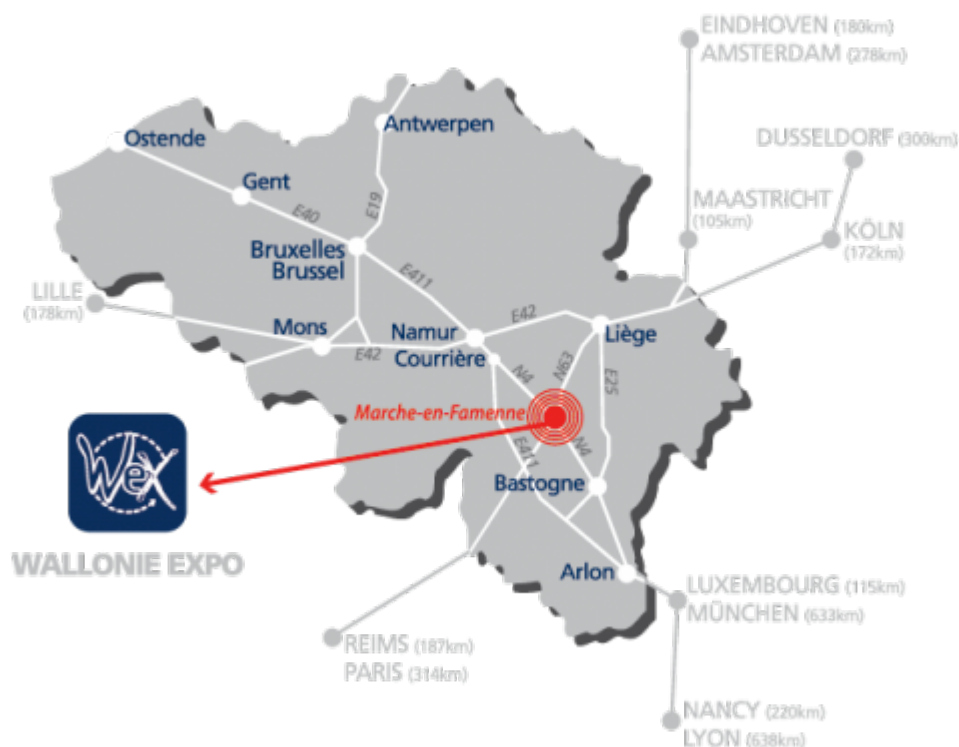 EINDHOVEN (180km)
AMSTERDAM (278km)
Antwerpen
Ostende
DUSSELDORF (300km)
Gent
E19
E40
MAASTRICHT
(105km)
KÖLN
(172km)
Bruxelles
Brussel
E411
LILLE
(178km)
Mons
E42
Namur
Courrière
E42
Liège
N4
N63
E25
Marche-en-Famenne
Wex
E411
N4
Bastogne
WALLONIE EXPO
Arlon
LUXEMBOURG (115km)
MÜNCHEN (633km)
REIMS (187km)
PARIS (314km)
NANCY (220km)
LYON (638km)